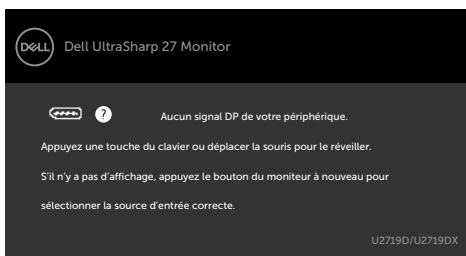 DELL
Dell UltraSharp 27 Monitor
?
Aucun signal DP de votre périphérique.
Appuyez une touche du clavier ou déplacer la souris pour le réveiller.
S'il n'y a pas d'affichage, appuyez le bouton du moniteur à nouveau pour
sélectionner la source d'entrée correcte.
U2719D/U2719DX